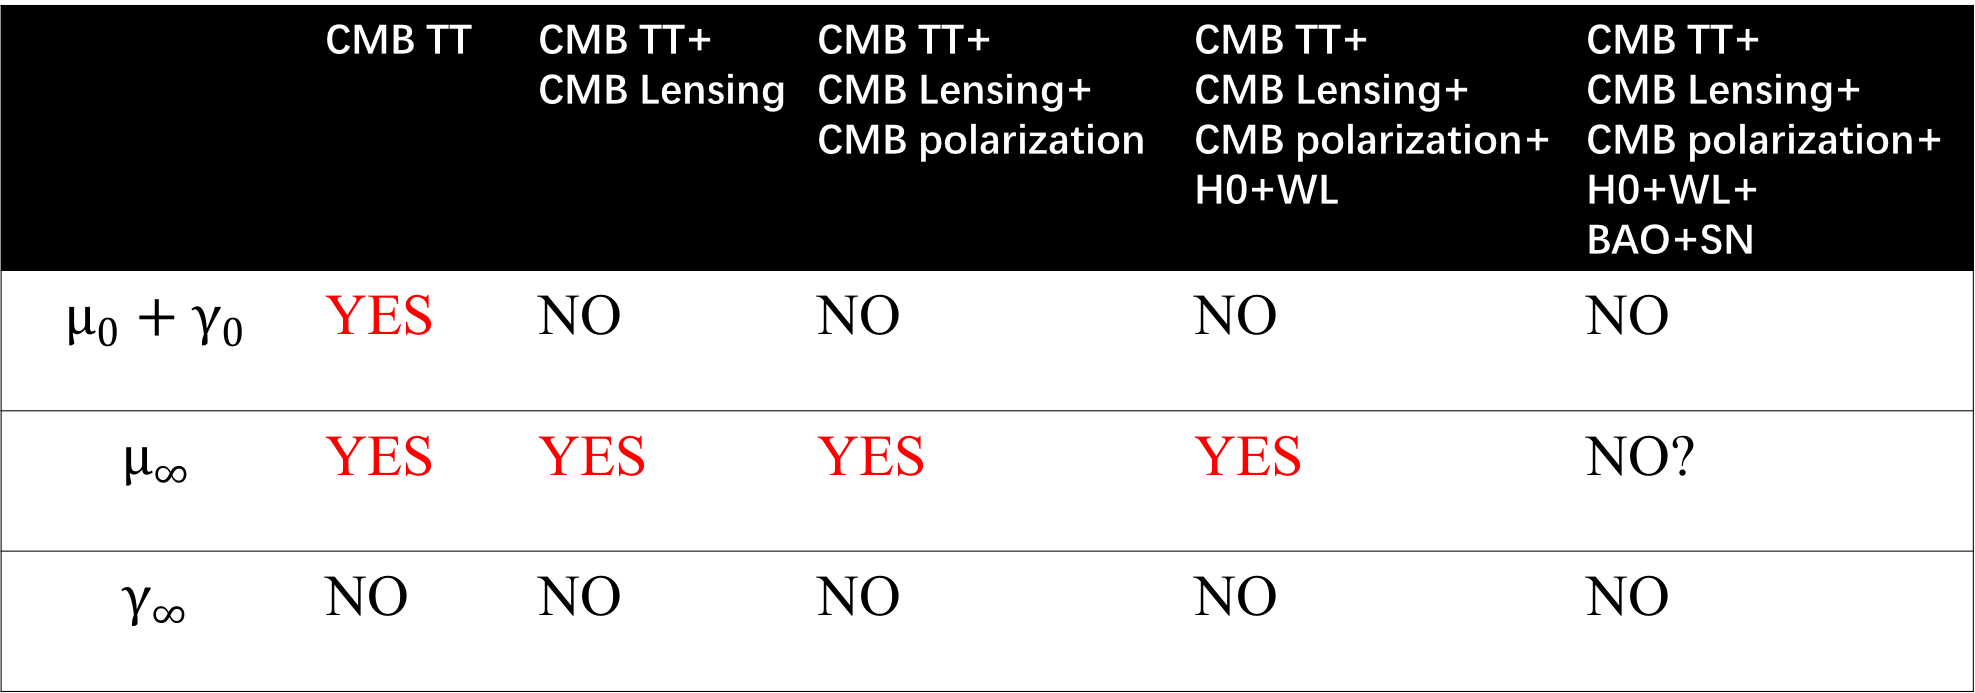 CMB TT
CMB TT+
CMB Lensing
CMB TT+
CMB Lensing+
CMB polarization
CMB TT+
CMB Lensing+
CMB polarization+
H0+WL
CMB TT+
CMB Lensing+
CMB polarization+
H0+WL+
BAO+SN
μ₀ + γ₀ YES NO NO NO NO
μ∞ YES YES YES YES NO?
γ∞ NO NO NO NO NO